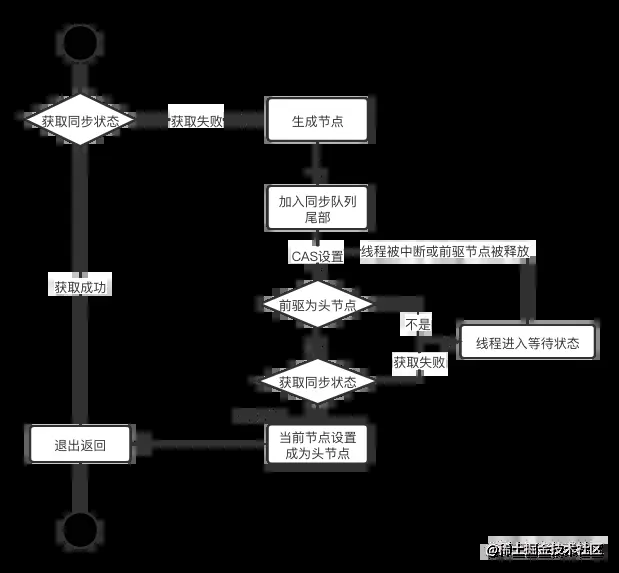 获取同步状态
获取失败
生成节点
加入同步队列
尾部
CAS设置
线程被中断或前驱节点被释放
获取成功
前驱为头节点
不是
线程进入等待状态
获取失败
获取同步状态
当前节点设置
成为头节点
退出返回
@稀土掘金技术社区